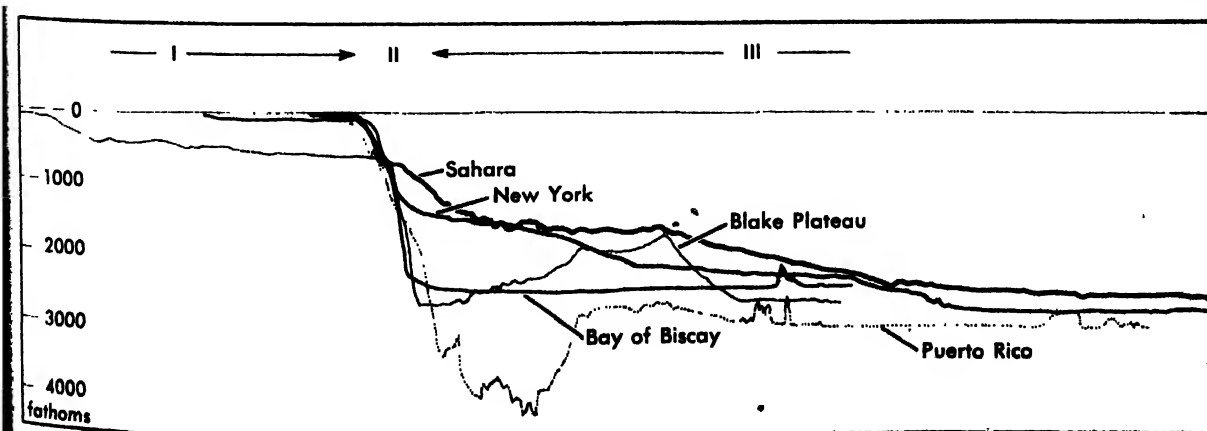 I II III
0
1000
2000
3000
4000
fathoms
Sahara
New York
Blake Plateau
Bay of Biscay
Puerto Rico